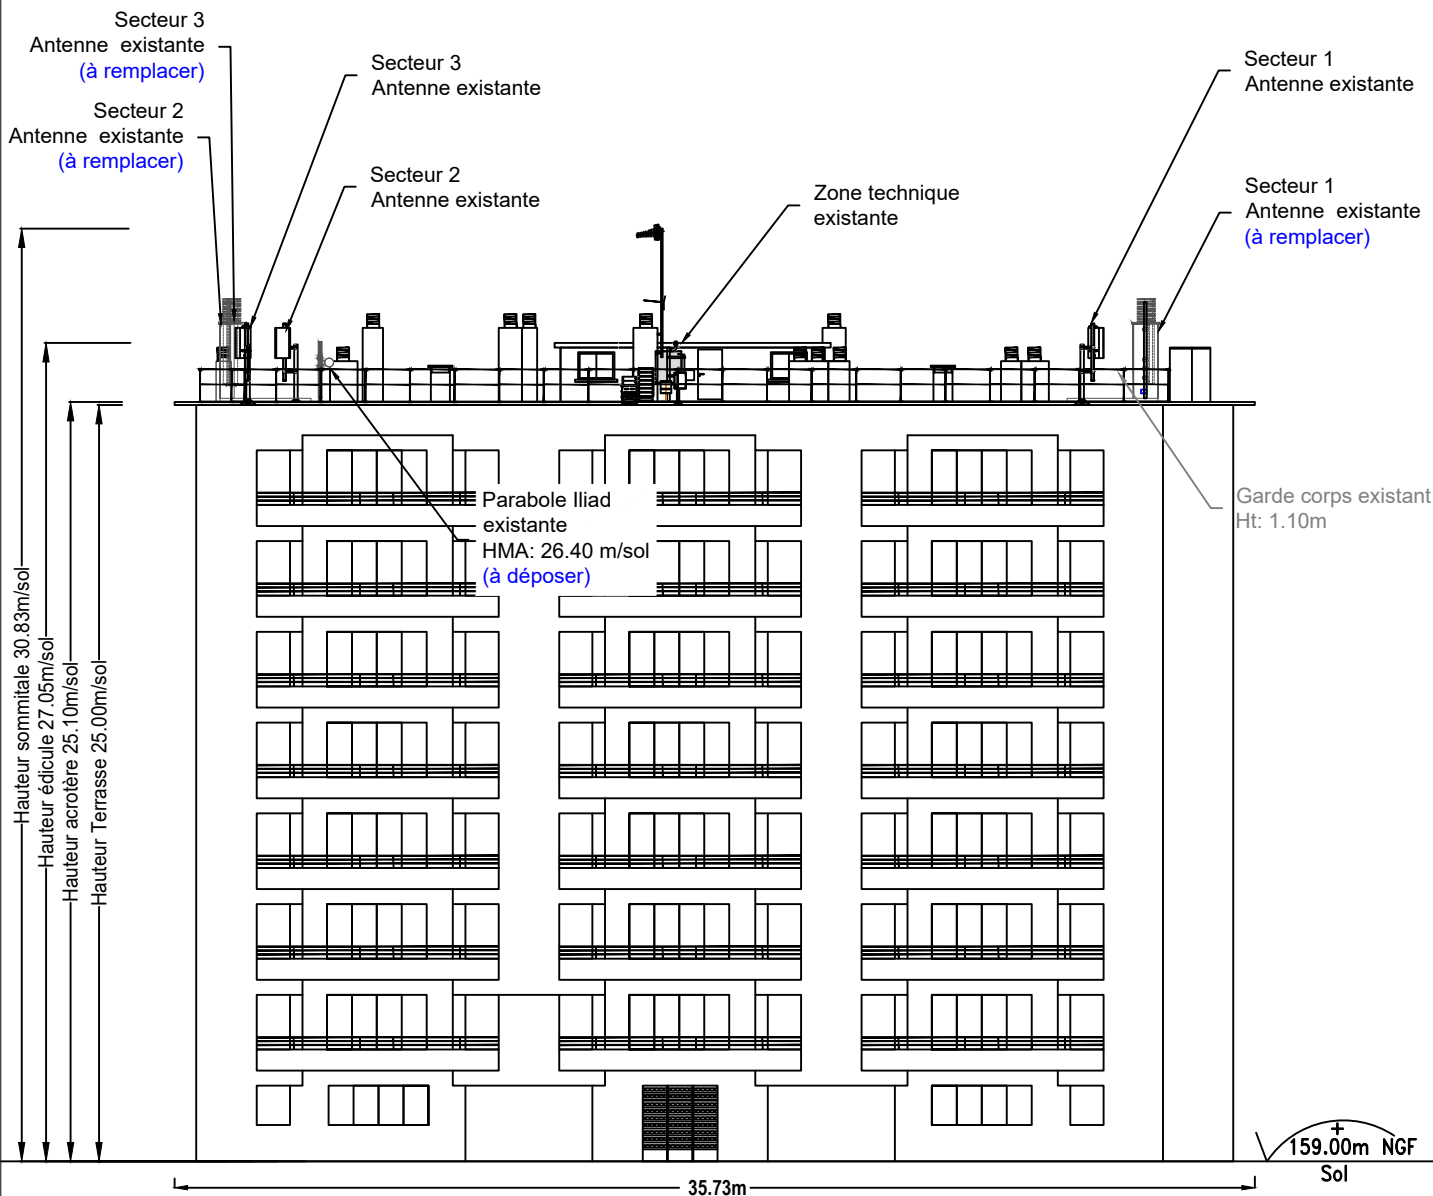 Secteur 3
Antenne existante
(à remplacer)
Secteur 2
Antenne existante
(à remplacer)
Secteur 3
Antenne existante
Secteur 2
Antenne existante
Zone technique
existante
Secteur 1
Antenne existante
Secteur 1
Antenne existante
(à remplacer)
Parabole Iliad
existante
HMA: 26.40 m/sol
(à déposer)
Garde corps existant
Ht: 1.10m
Hauteur sommitale 30.83m/sol
Hauteur édicule 27.05m/sol
Hauteur acrotère 25.10m/sol
Hauteur Terrasse 25.00m/sol
159.00m NGF
Sol
35.73m